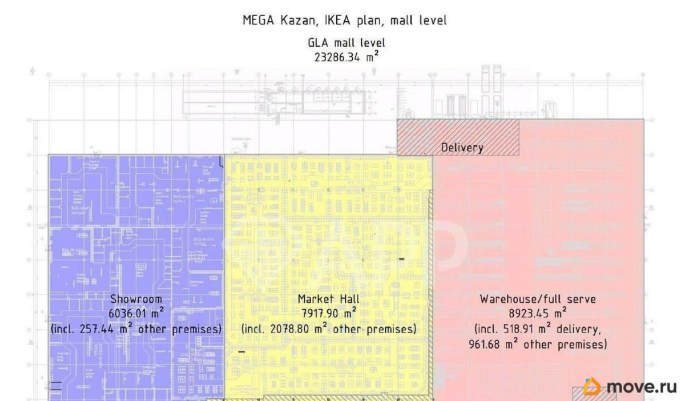 MEGA Kazan, IKEA plan, mall level
GLA mall level
23286.34 m²
Delivery
Showroom
6036.01 m²
(incl. 257.44 m² other premises)
Market Hall
7917.90 m²
(incl. 2078.80 m² other premises)
Warehouse/full serve
8923.45 m²
(incl. 518.91 m² delivery,
961.68 m² other premises)
move.ru